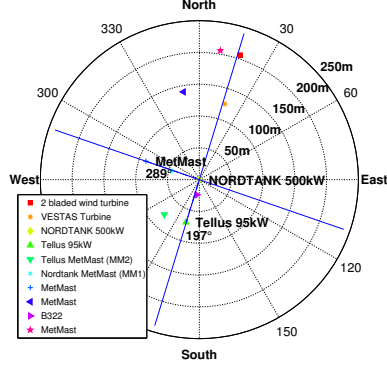 North
330
30
250m
300
200m
60
150m
100m
50m
MetMast
289°
West
NORDTANK 500kW
East
2 bladed wind turbine
VESTAS Turbine
NORDTANK 500kW
Tellus 95kW
Tellus MetMast (MM2)
Nordtank MetMast (MM1)
MetMast
MetMast
B322
MetMast
Tellus 95kW
197°
120
150
South